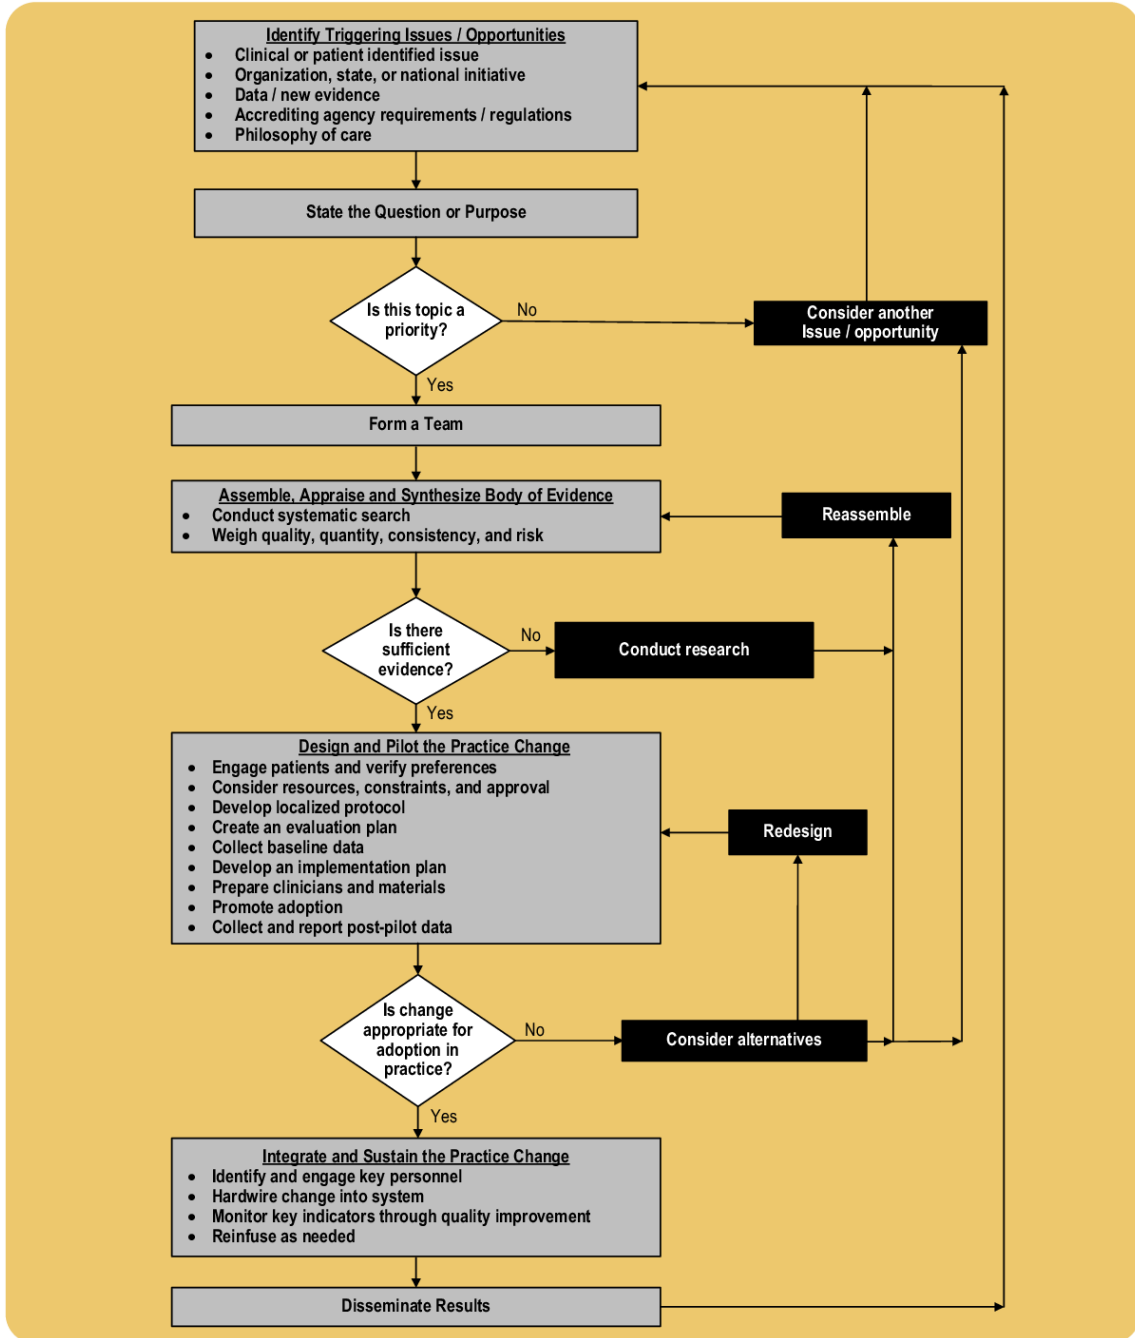 Identify Triggering Issues / Opportunities
• Clinical or patient identified issue
• Organization, state, or national initiative
• Data / new evidence
• Accrediting agency requirements / regulations
• Philosophy of care
State the Question or Purpose
Is this topic a
priority?
No
Consider another
Issue / opportunity
Yes
Form a Team
Assemble, Appraise and Synthesize Body of Evidence
• Conduct systematic search
• Weigh quality, quantity, consistency, and risk
Reassemble
Is there
sufficient
evidence?
No
Conduct research
Yes
Design and Pilot the Practice Change
• Engage patients and verify preferences
• Consider resources, constraints, and approval
• Develop localized protocol
• Create an evaluation plan
• Collect baseline data
• Develop an implementation plan
• Prepare clinicians and materials
• Promote adoption
• Collect and report post-pilot data
Redesign
Is change
appropriate for
adoption in
practice?
No
Consider alternatives
Yes
Integrate and Sustain the Practice Change
• Identify and engage key personnel
• Hardwire change into system
• Monitor key indicators through quality improvement
• Reinfuse as needed
Disseminate Results